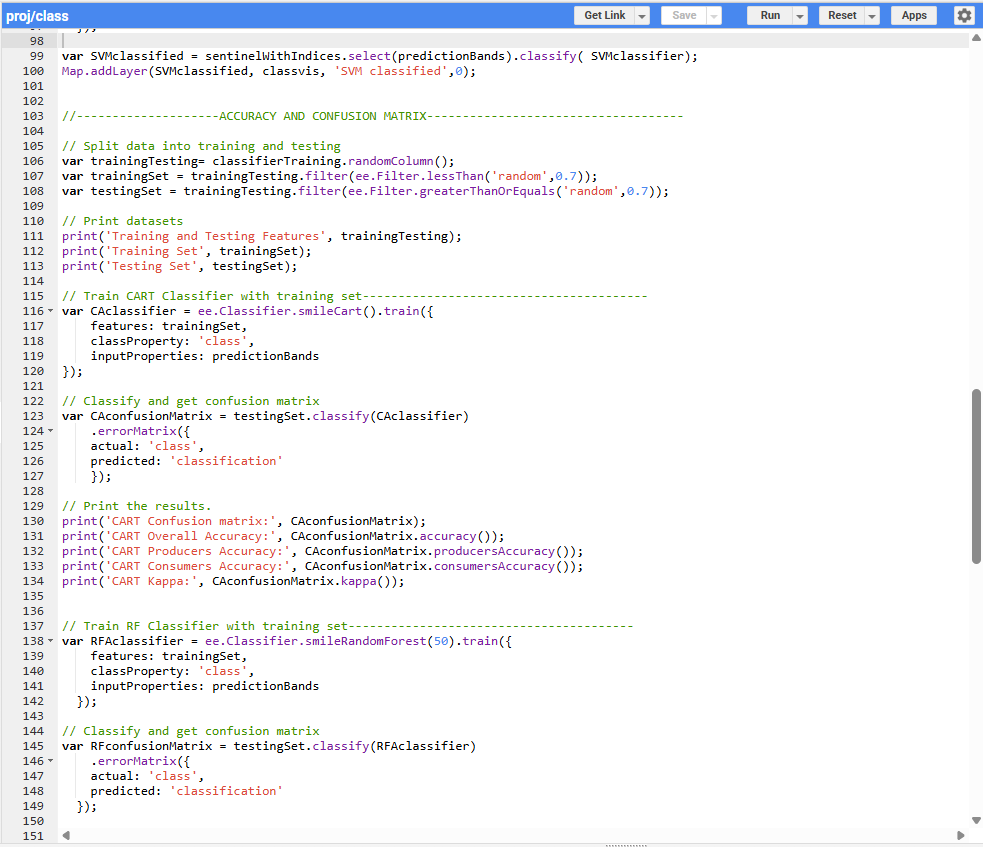 proj/class
Get Link Save Run Reset Apps
98
99 var SVMclassified = sentinelWithIndices.select(predictionBands).classify( SVMclassifier);
100 Map.addLayer(SVMclassified, classvis, 'SVM classified',0);
101
102
103 //--------------------ACCURACY AND CONFUSION MATRIX------------------------------------
104
105 // Split data into training and testing
106 var trainingTesting= classifierTraining.randomColumn();
107 var trainingSet = trainingTesting.filter(ee.Filter.lessThan('random',0.7));
108 var testingSet = trainingTesting.filter(ee.Filter.greaterThanOrEquals('random',0.7));
109
110 // Print datasets
111 print('Training and Testing Features', trainingTesting);
112 print('Training Set', trainingSet);
113 print('Testing Set', testingSet);
114
115 // Train CART Classifier with training set----------------------------------------
116 var CAclassifier = ee.Classifier.smileCart().train({
117 features: trainingSet,
118 classProperty: 'class',
119 inputProperties: predictionBands
120 });
121
122 // Classify and get confusion matrix
123 var CAconfusionMatrix = testingSet.classify(CAclassifier)
124 .errorMatrix({
125 actual: 'class',
126 predicted: 'classification'
127 });
128
129 // Print the results.
130 print('CART Confusion matrix:', CAconfusionMatrix);
131 print('CART Overall Accuracy:', CAconfusionMatrix.accuracy());
132 print('CART Producers Accuracy:', CAconfusionMatrix.producersAccuracy());
133 print('CART Consumers Accuracy:', CAconfusionMatrix.consumersAccuracy());
134 print('CART Kappa:', CAconfusionMatrix.kappa());
135
136
137 // Train RF Classifier with training set----------------------------------------
138 var RFAclassifier = ee.Classifier.smileRandomForest(50).train({
139 features: trainingSet,
140 classProperty: 'class',
141 inputProperties: predictionBands
142 });
143
144 // Classify and get confusion matrix
145 var RFconfusionMatrix = testingSet.classify(RFAclassifier)
146 .errorMatrix({
147 actual: 'class',
148 predicted: 'classification'
149 });
150
151